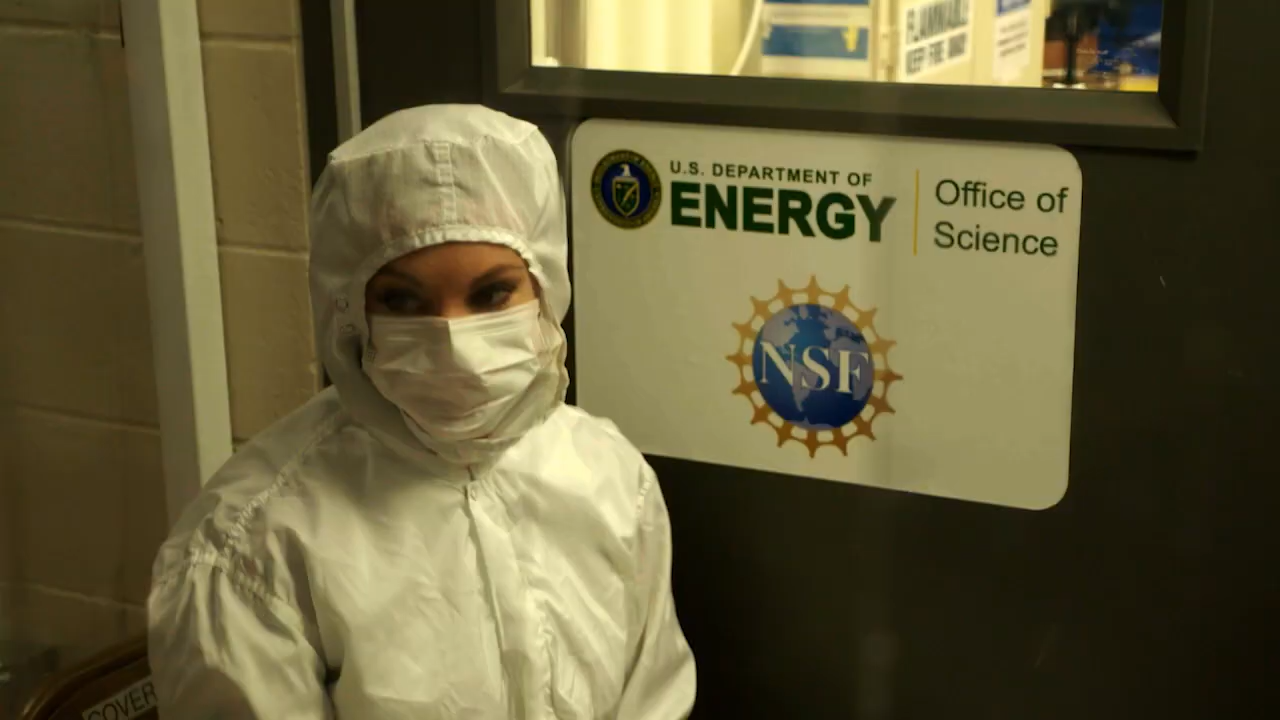 FLAMMABLE
KEEP FIRE AWAY
U.S. DEPARTMENT OF
ENERGY
Office of
Science
NSF
COVER